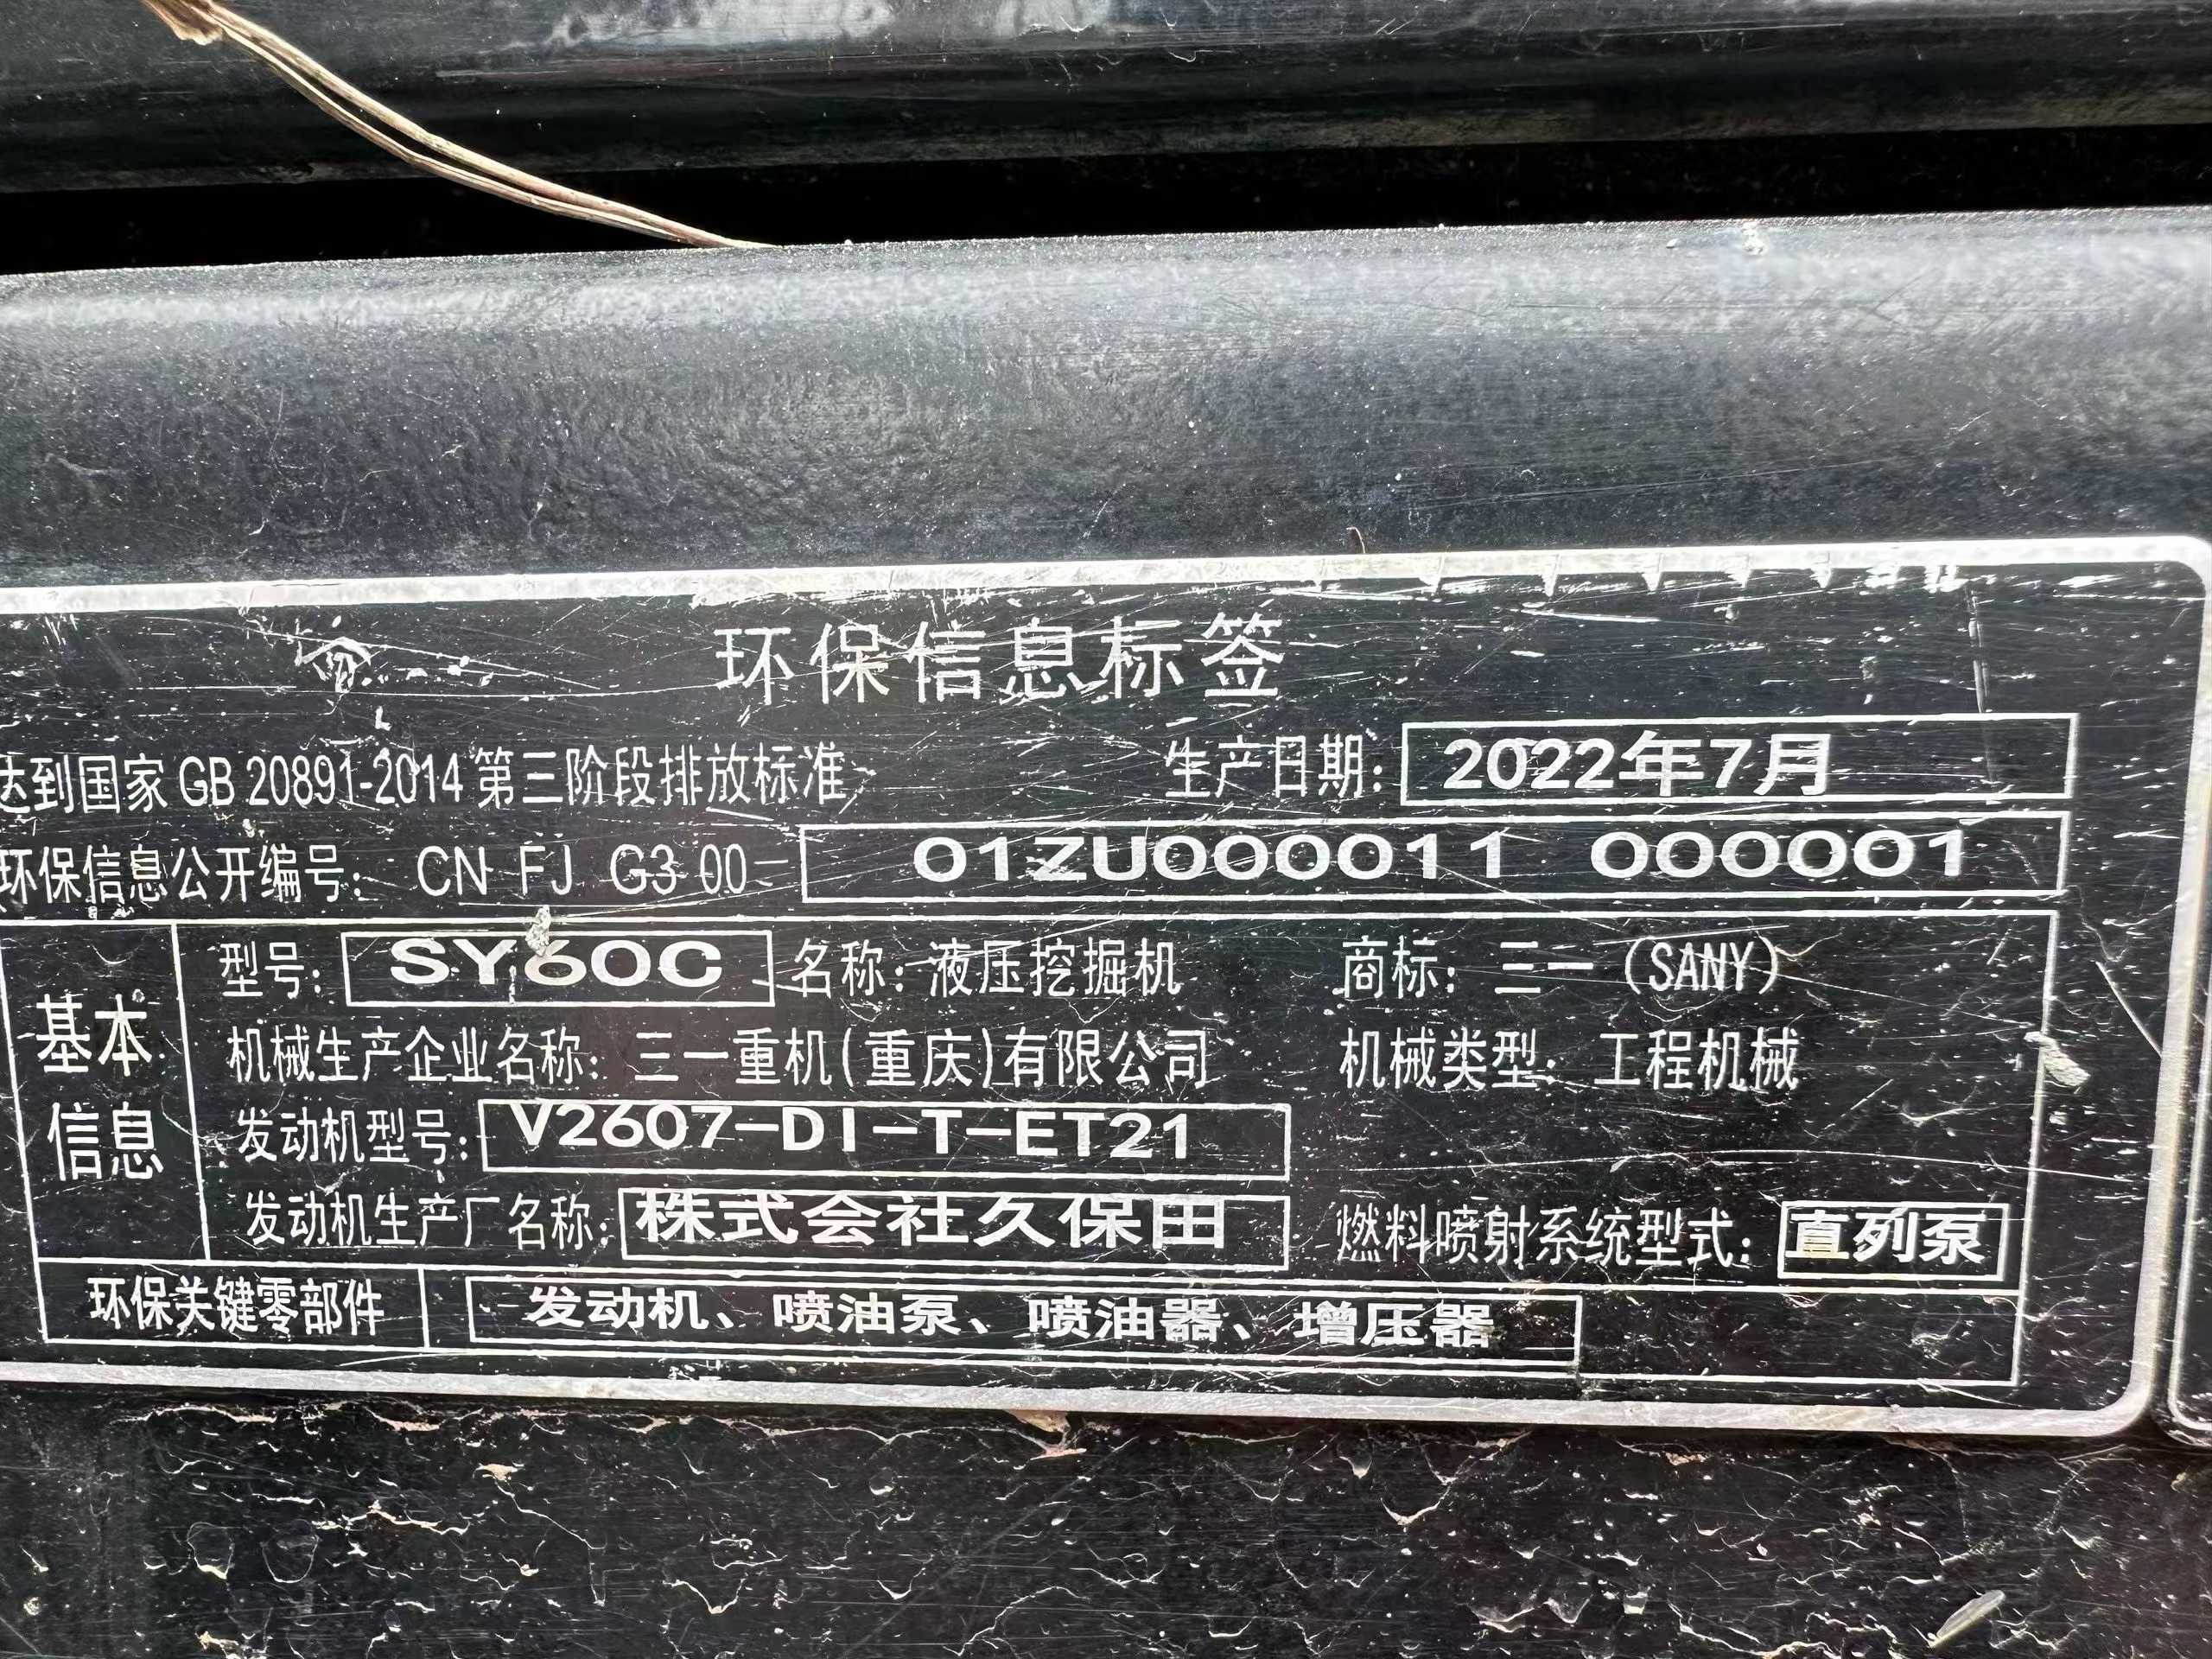 环保信息标签
达到国家 GB 20891-2014 第三阶段排放标准 生产日期: 2022年7月
环保信息公开编号: CN FJ G3 00- 01ZU000011 000001
型号: SY60C 名称: 液压挖掘机 商标: 三一 (SANY)
基本信息
机械生产企业名称: 三一重机(重庆)有限公司 机械类型: 工程机械
发动机型号: V2607-DI-T-ET21
发动机生产厂名称: 株式会社久保田 燃料喷射系统型式: 直列泵
环保关键零部件 发动机、喷油泵、喷油器、增压器